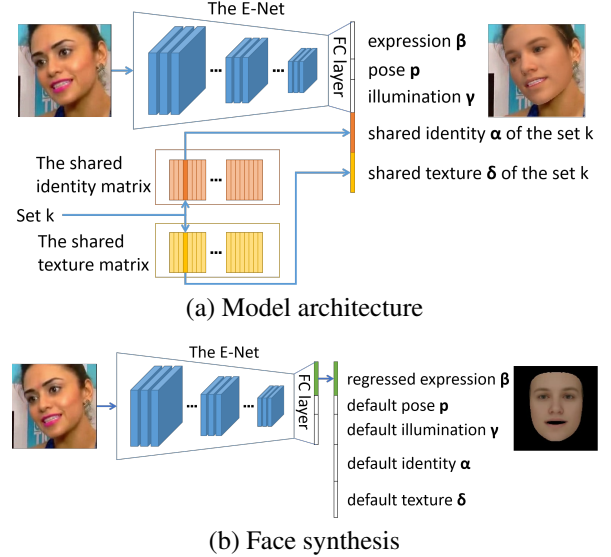 The E-Net
...
...
FC layer
expression β
pose p
illumination γ
shared identity α of the set k
shared texture δ of the set k
The shared
identity matrix
...
Set k
The shared
texture matrix
...
(a) Model architecture
The E-Net
...
...
FC layer
regressed expression β
default pose p
default illumination γ
default identity α
default texture δ
(b) Face synthesis